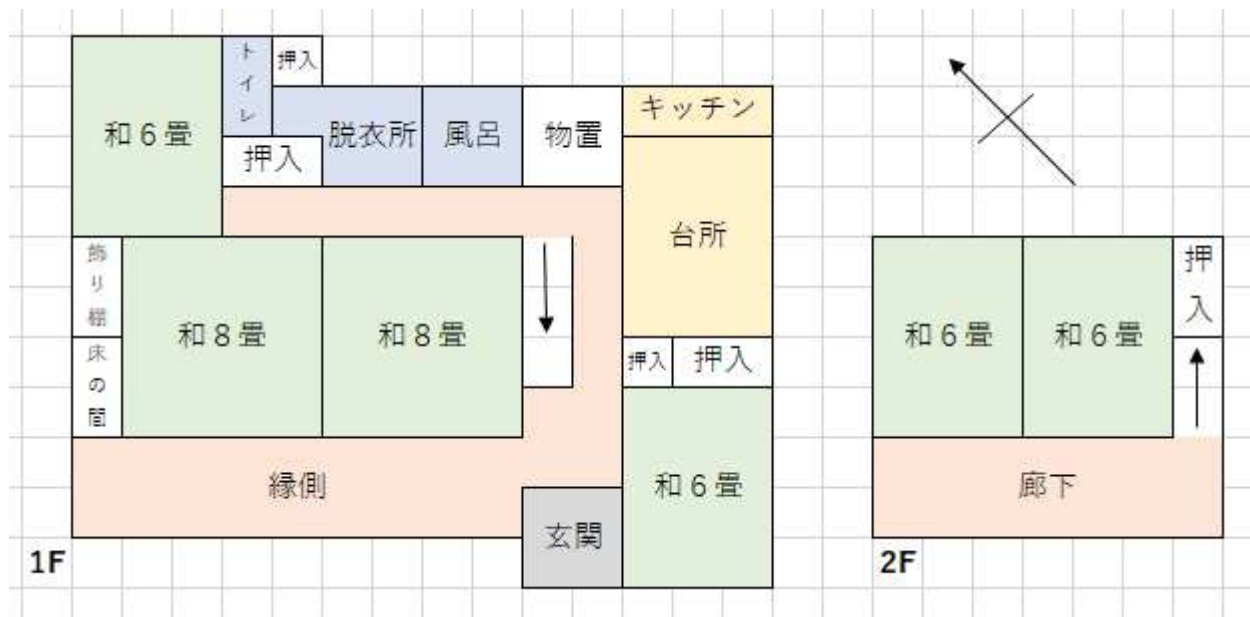 トイレ
押入
キッチン
和6畳
脱衣所
風呂
物置
押入
台所
飾り棚
和8畳
和8畳
床の間
押入
押入
縁側
和6畳
玄関
1F
押入
和6畳
和6畳
廊下
2F